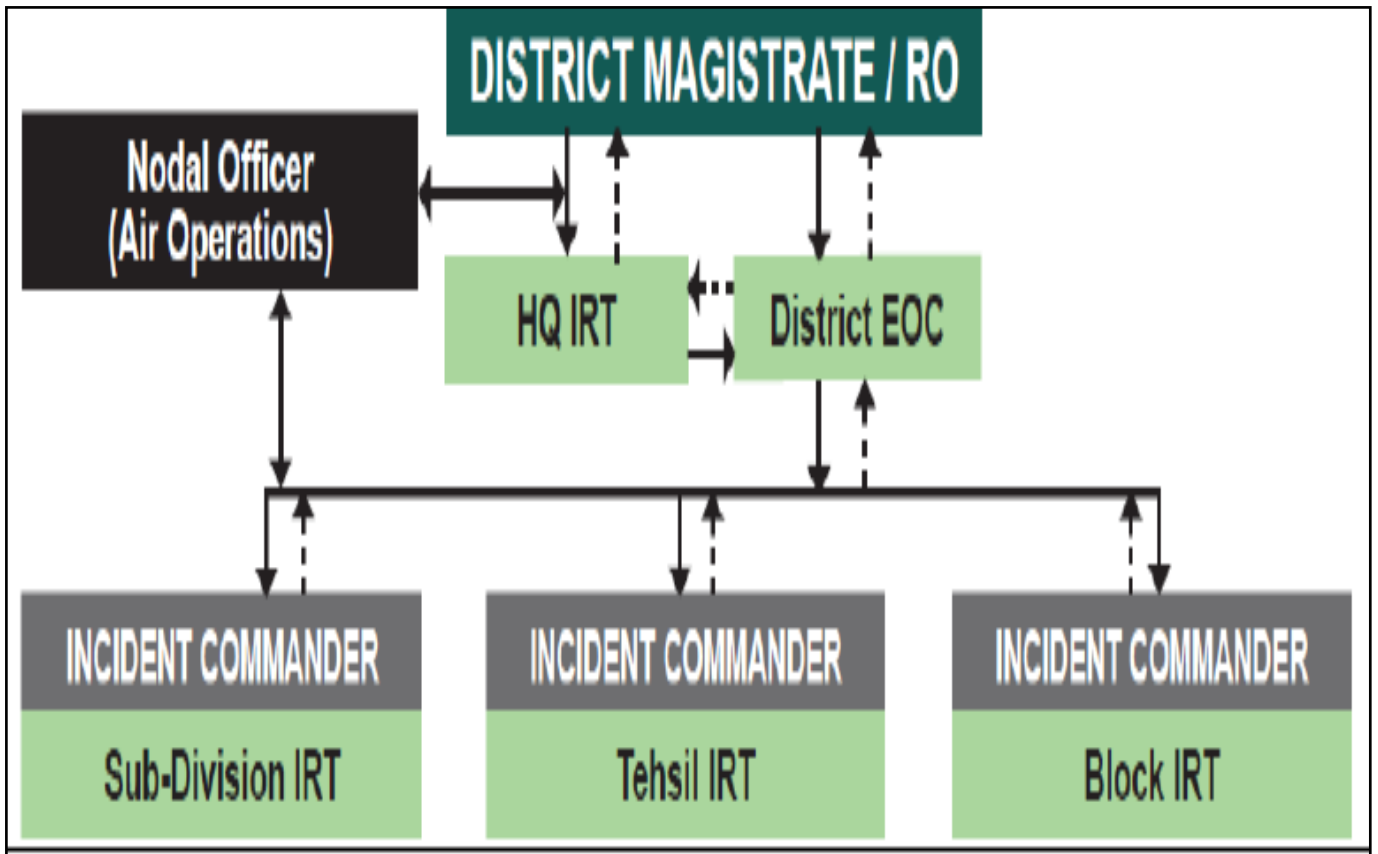 DISTRICT MAGISTRATE / RO
Nodal Officer
(Air Operations)
HQ IRT
District EOC
INCIDENT COMMANDER
Sub-Division IRT
INCIDENT COMMANDER
Tehsil IRT
INCIDENT COMMANDER
Block IRT